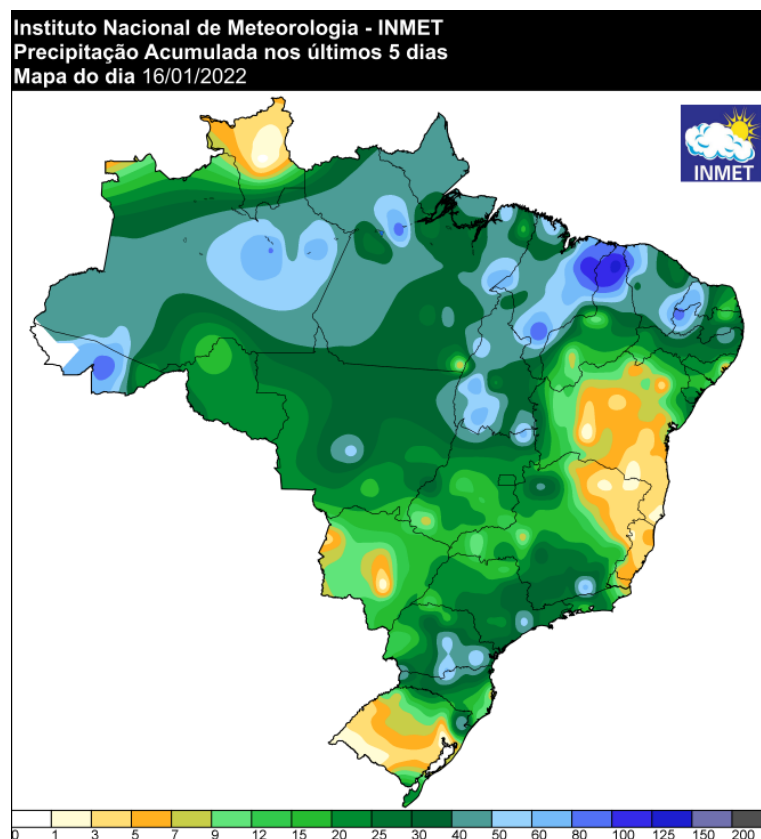 Instituto Nacional de Meteorologia - INMET
Precipitação Acumulada nos últimos 5 dias
Mapa do dia 16/01/2022
INMET
0 1 3 5 7 9 12 15 20 25 30 40 50 60 80 100 125 150 200